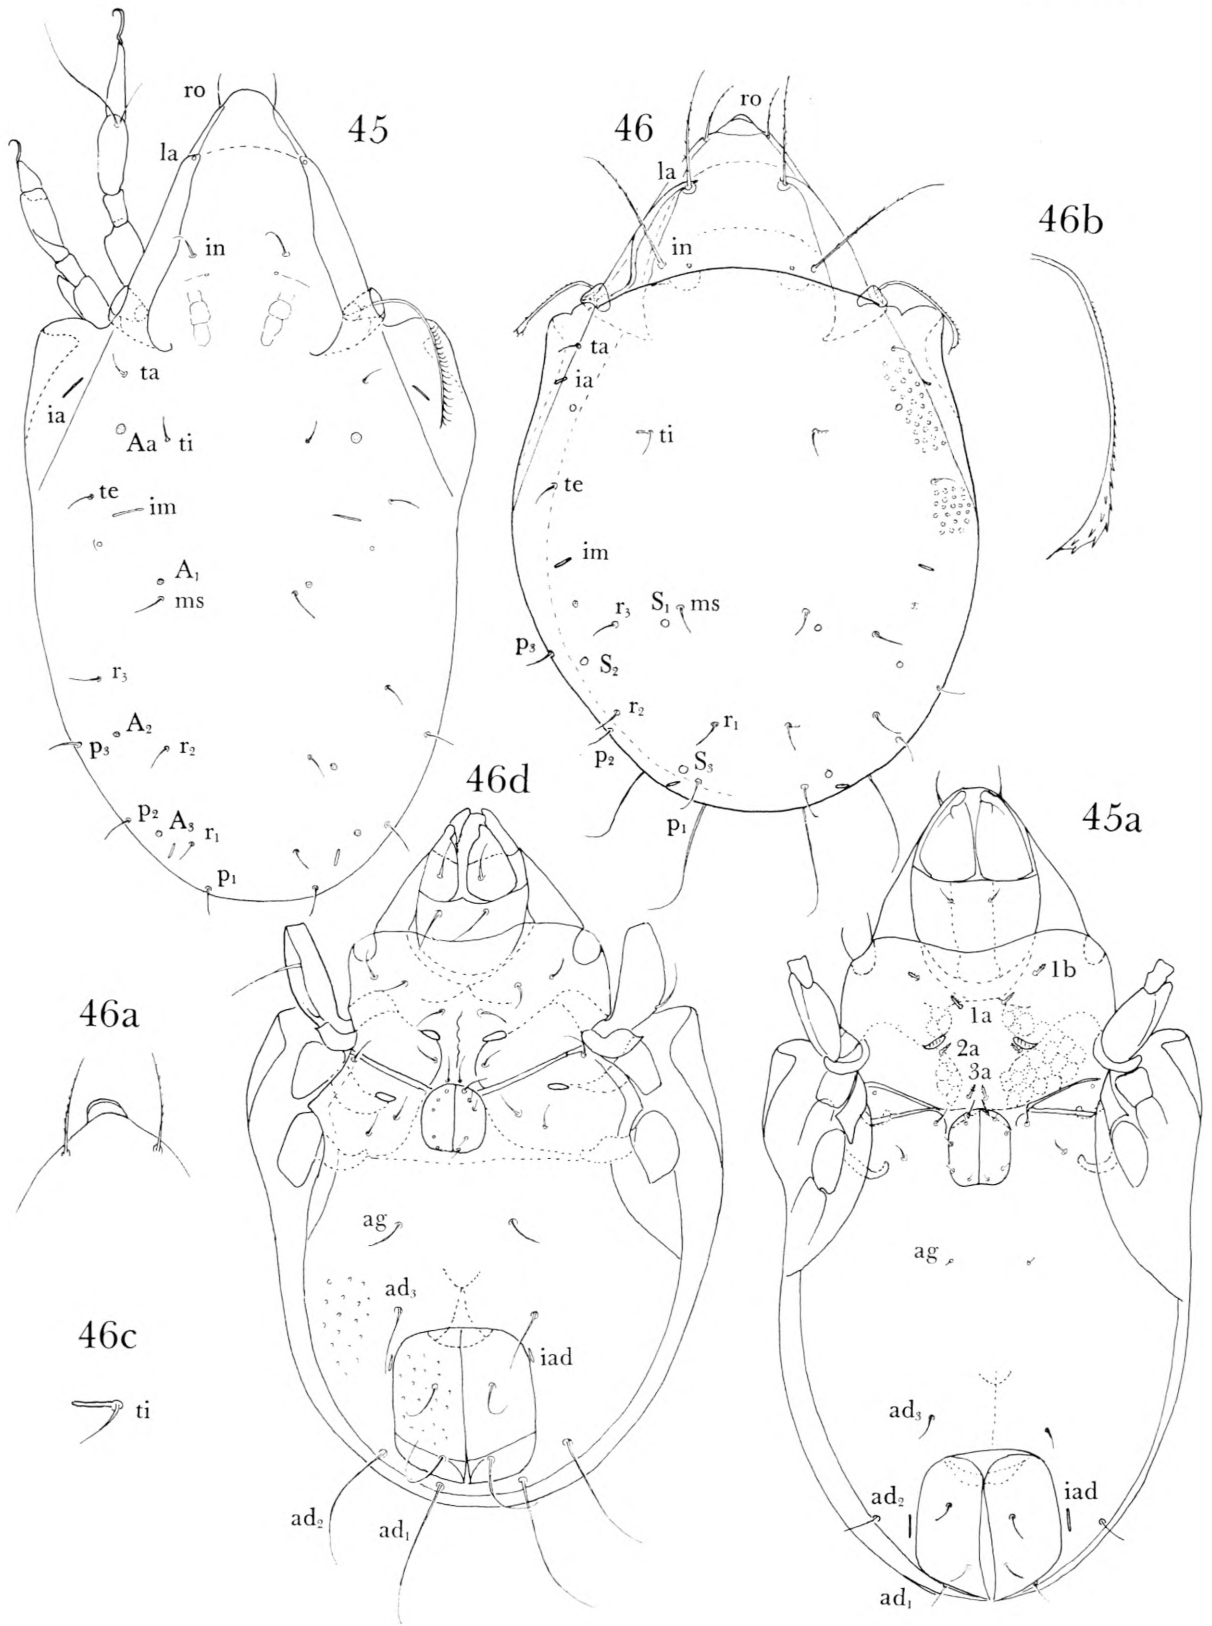 45
ro
la
in
ta
ia
Aa
ti
te
im
A₁
ms
r₃
A₂
p₃
r₂
p₂
A₃
r₁
p₁
46
ro
la
in
ta
ia
ti
te
im
r₃
S₁
ms
p₃
S₂
r₂
r₁
p₂
S₃
p₁
46b
46d
ag
ad₃
iad
ad₂
ad₁
46a
46c
ti
45a
1b
1a
2a
3a
ag
ad₃
ad₂
iad
ad₁